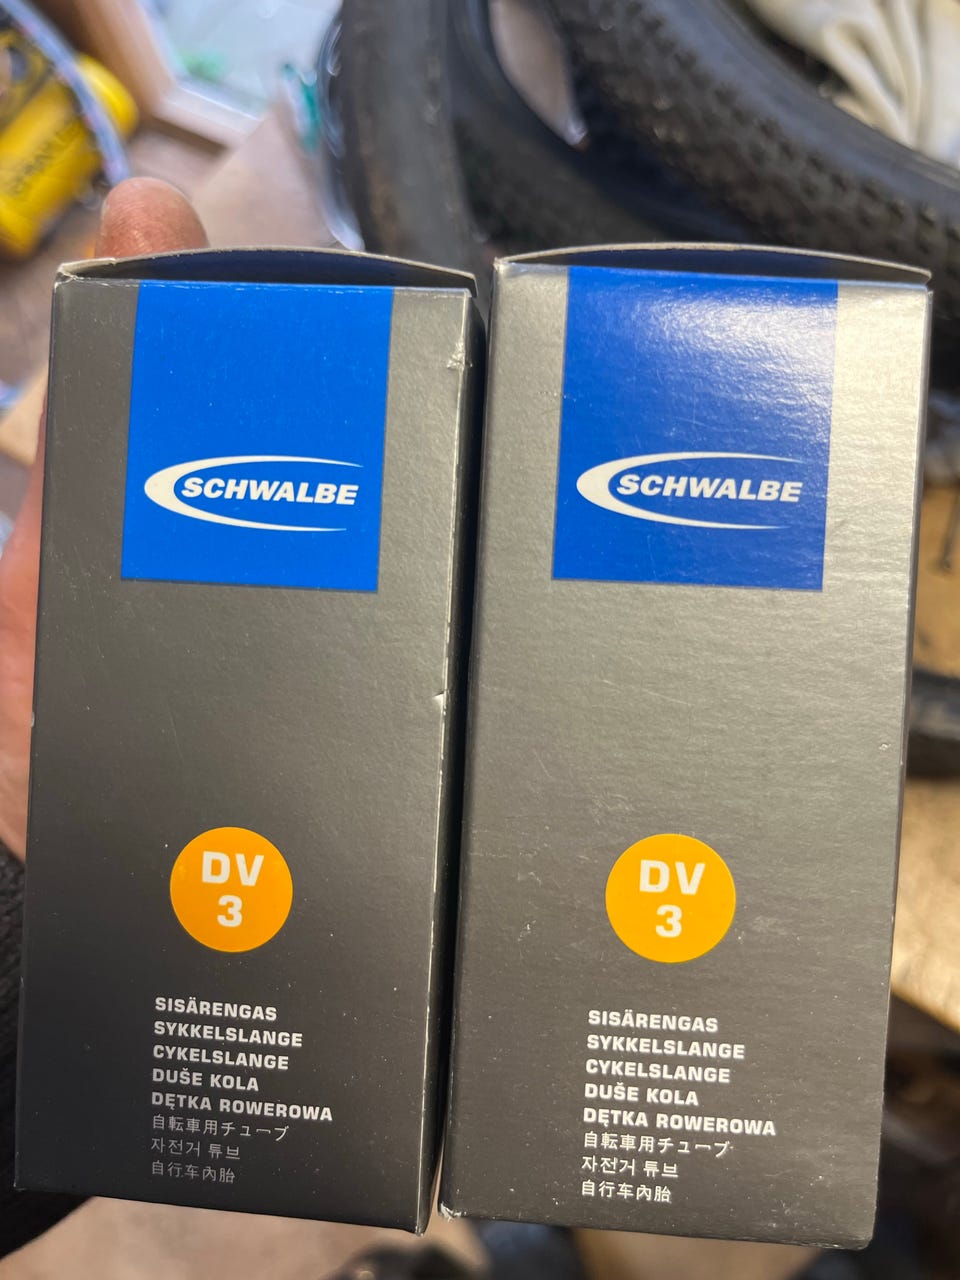 SCHWALBE
DV
3
SISÄRENGAS
SYKKELSLANGE
CYKELSLANGE
DUŠE KOLA
DĘTKA ROWEROWA
自転車用チューブ
자전거 튜브
自行车內胎
SCHWALBE
DV
3
SISÄRENGAS
SYKKELSLANGE
CYKELSLANGE
DUŠE KOLA
DĘTKA ROWEROWA
自転車用チューブ
자전거 튜브
自行车內胎